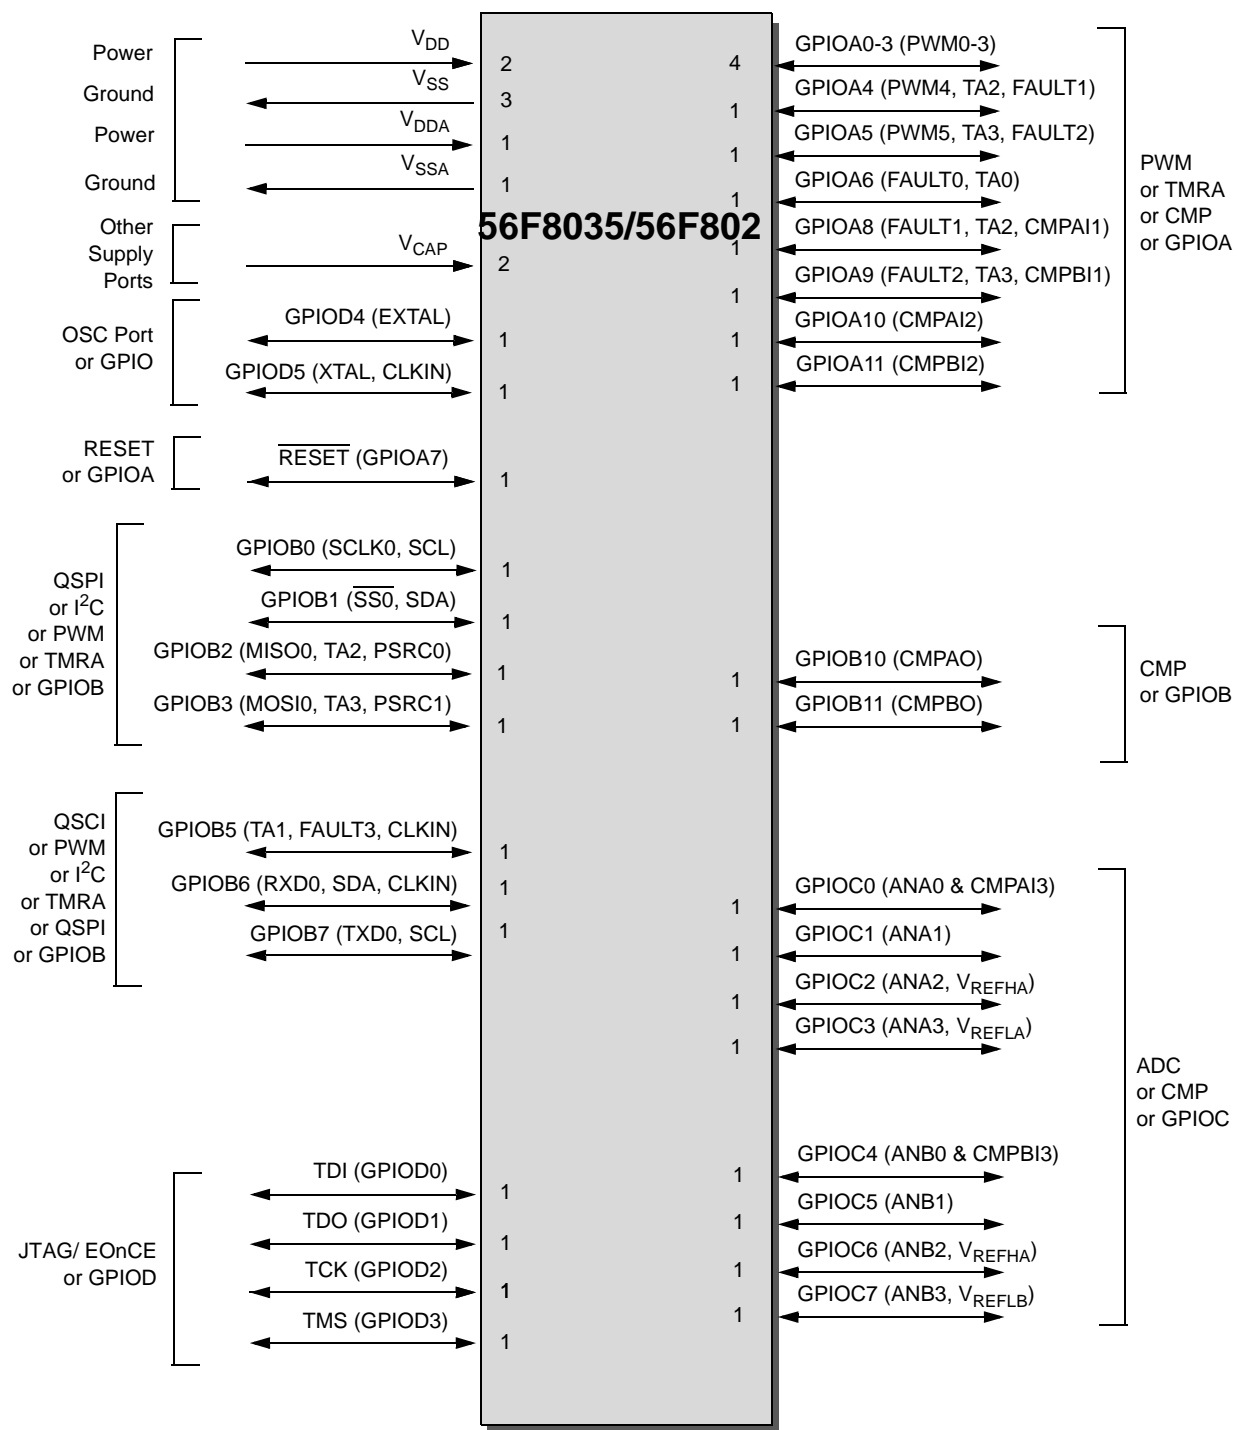 Power
V_DD
2
Ground
V_SS
3
Power
V_DDA
1
Ground
V_SSA
1
Other
Supply
Ports
V_CAP
2
OSC Port
or GPIO
GPIOD4 (EXTAL)
1
GPIOD5 (XTAL, CLKIN)
1
RESET
or GPIOA
RESET (GPIOA7)
1
QSPI
or I²C
or PWM
or TMRA
or GPIOB
GPIOB0 (SCLK0, SCL)
1
GPIOB1 (SS0, SDA)
1
GPIOB2 (MISO0, TA2, PSRC0)
1
GPIOB3 (MOSI0, TA3, PSRC1)
1
QSCI
or PWM
or I²C
or TMRA
or QSPI
or GPIOB
GPIOB5 (TA1, FAULT3, CLKIN)
1
GPIOB6 (RXD0, SDA, CLKIN)
1
GPIOB7 (TXD0, SCL)
1
JTAG/ EOnCE
or GPIOD
TDI (GPIOD0)
1
TDO (GPIOD1)
1
TCK (GPIOD2)
1
TMS (GPIOD3)
1
56F8035/56F802
4
GPIOA0-3 (PWM0-3)
1
GPIOA4 (PWM4, TA2, FAULT1)
1
GPIOA5 (PWM5, TA3, FAULT2)
1
GPIOA6 (FAULT0, TA0)
1
GPIOA8 (FAULT1, TA2, CMPAI1)
1
GPIOA9 (FAULT2, TA3, CMPBI1)
1
GPIOA10 (CMPAI2)
1
GPIOA11 (CMPBI2)
PWM
or TMRA
or CMP
or GPIOA
1
GPIOB10 (CMPAO)
1
GPIOB11 (CMPBO)
CMP
or GPIOB
1
GPIOC0 (ANA0 & CMPAI3)
1
GPIOC1 (ANA1)
1
GPIOC2 (ANA2, V_REFHA)
1
GPIOC3 (ANA3, V_REFLA)
1
GPIOC4 (ANB0 & CMPBI3)
1
GPIOC5 (ANB1)
1
GPIOC6 (ANB2, V_REFHA)
1
GPIOC7 (ANB3, V_REFLB)
ADC
or CMP
or GPIOC